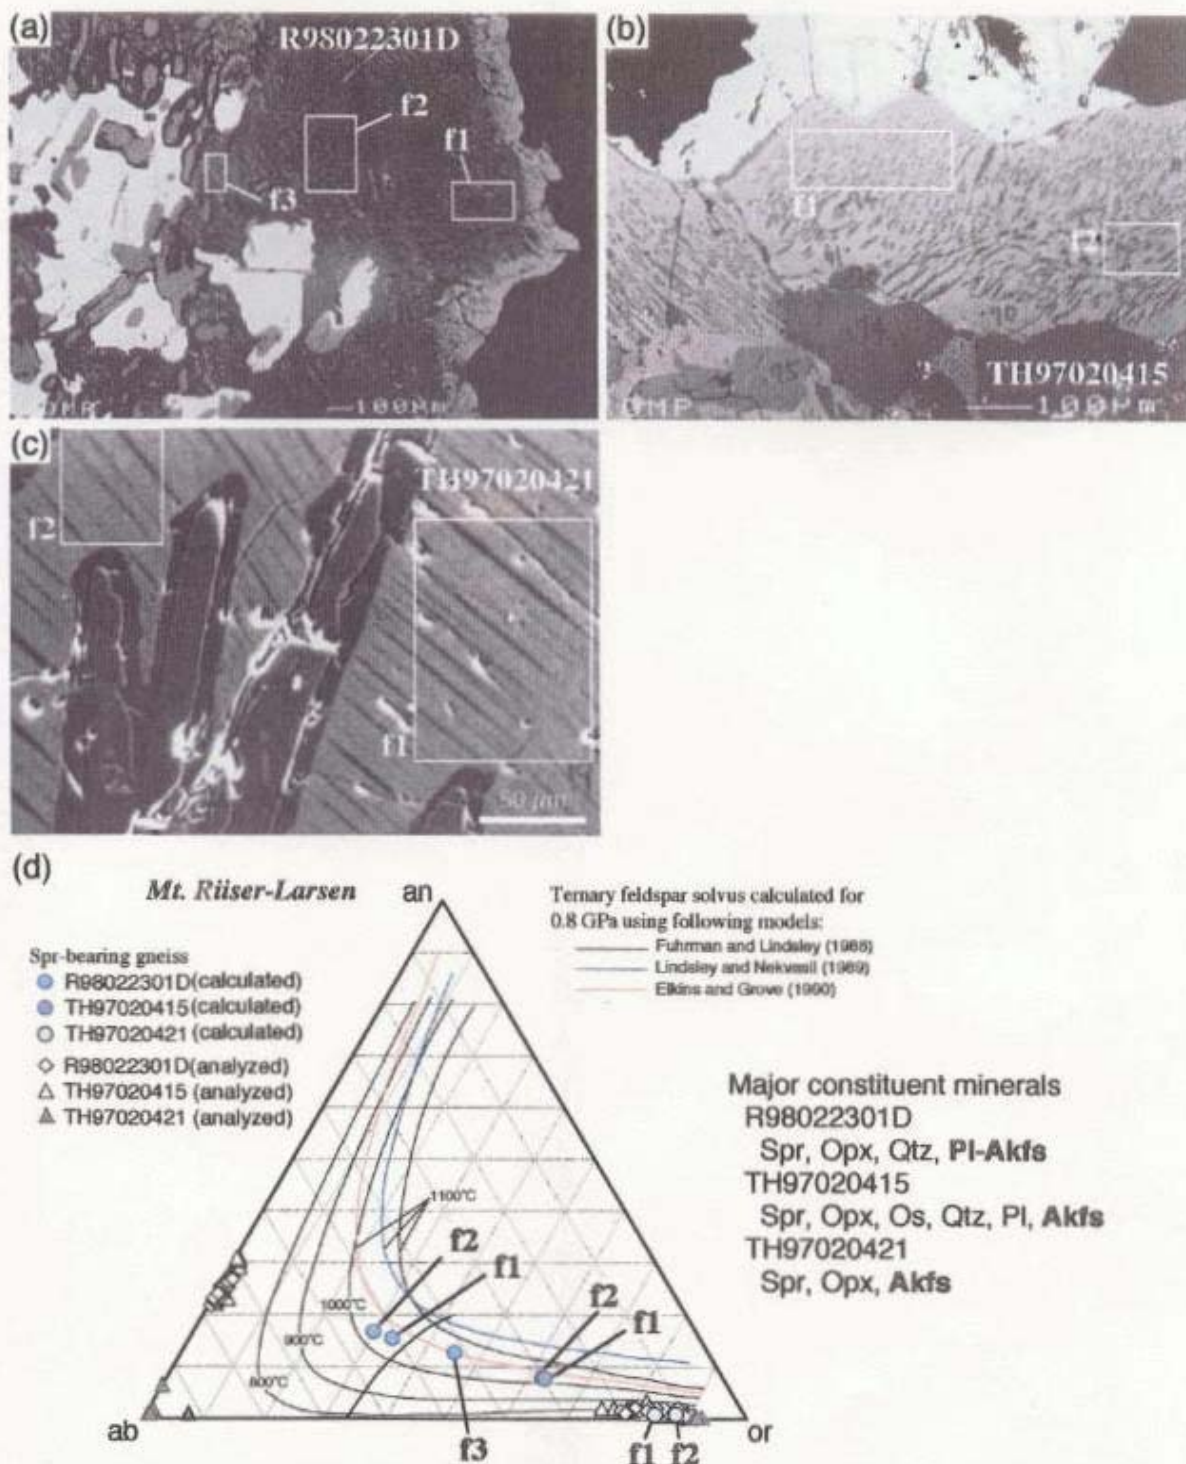 (a)
R98022301D
f2
f1
f3
100μm
(b)
f1
f2
TH97020415
100μm
(c)
TH97020421
f2
f1
50 μm
(d)
Mt. Riiser-Larsen
an
Ternary feldspar solvus calculated for
0.8 GPa using following models:
Fuhrman and Lindsley (1988)
Lindsley and Nekvasil (1989)
Elkins and Grove (1990)
Spr-bearing gneiss
R98022301D(calculated)
TH97020415(calculated)
TH97020421 (calculated)
R98022301D(analyzed)
TH97020415 (analyzed)
TH97020421 (analyzed)
Major constituent minerals
R98022301D
Spr, Opx, Qtz, Pl-Akfs
TH97020415
Spr, Opx, Os, Qtz, Pl, Akfs
TH97020421
Spr, Opx, Akfs
1100℃
f2
f1
f2
f1
1000℃
900℃
800℃
ab
f3
f1
f2
or